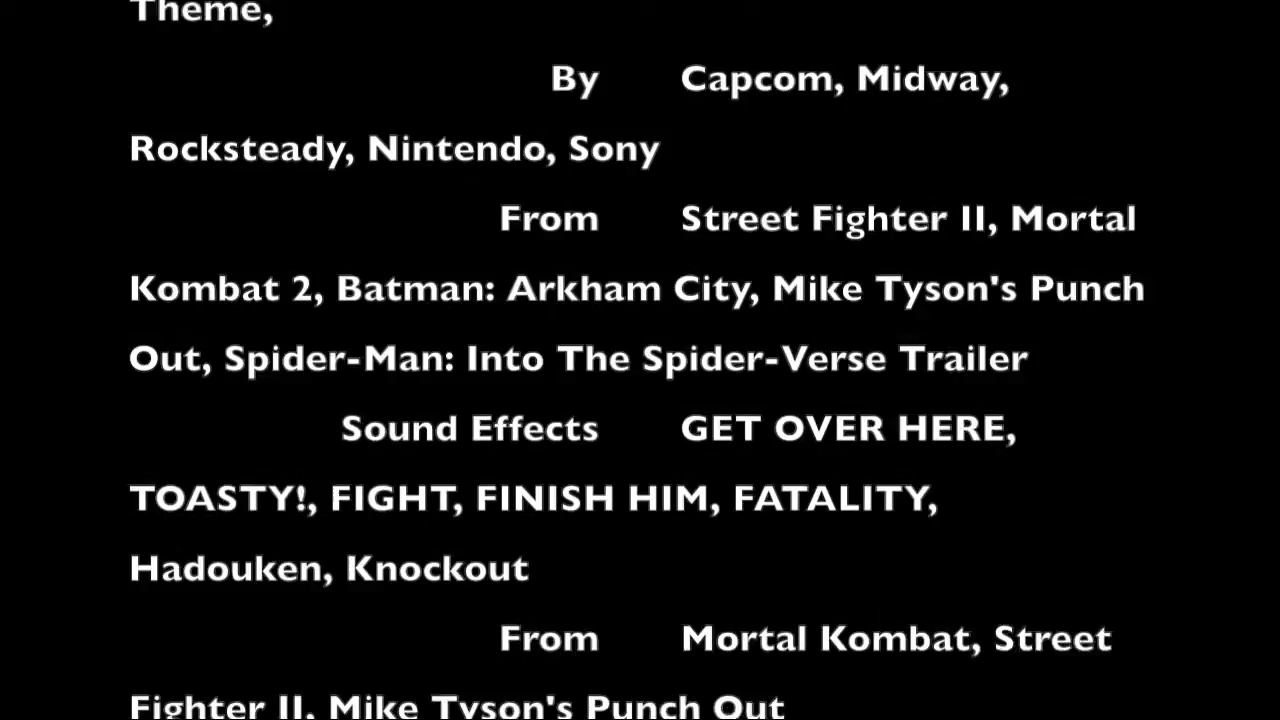 Theme,
By Capcom, Midway,
Rocksteady, Nintendo, Sony
From Street Fighter II, Mortal
Kombat 2, Batman: Arkham City, Mike Tyson's Punch
Out, Spider-Man: Into The Spider-Verse Trailer
Sound Effects GET OVER HERE,
TOASTY!, FIGHT, FINISH HIM, FATALITY,
Hadouken, Knockout
From Mortal Kombat, Street
Fighter II, Mike Tyson's Punch Out